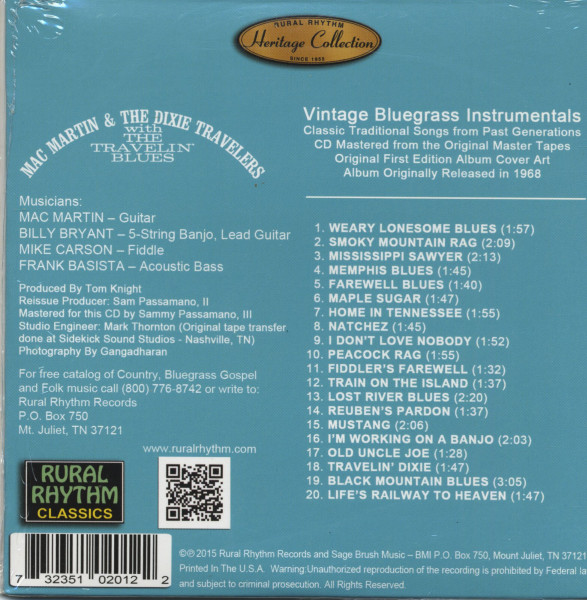 RURAL RHYTHM
Heritage Collection
SINCE 1955
MAC MARTIN & THE DIXIE TRAVELERS
with
THE
TRAVELIN'
BLUES
Vintage Bluegrass Instrumentals
Classic Traditional Songs from Past Generations
CD Mastered from the Original Master Tapes
Original First Edition Album Cover Art
Album Originally Released in 1968
Musicians:
MAC MARTIN – Guitar
BILLY BRYANT – 5-String Banjo, Lead Guitar
MIKE CARSON – Fiddle
FRANK BASISTA – Acoustic Bass
Produced By Tom Knight
Reissue Producer: Sam Passamano, II
Mastered for this CD by Sammy Passamano, III
Studio Engineer: Mark Thornton (Original tape transfer
done at Sidekick Sound Studios - Nashville, TN)
Photography By Gangadharan
For free catalog of Country, Bluegrass Gospel
and Folk music call (800) 776-8742 or write to:
Rural Rhythm Records
P.O. Box 750
Mt. Juliet, TN 37121
www.ruralrhythm.com
1. WEARY LONESOME BLUES (1:57)
2. SMOKY MOUNTAIN RAG (2:09)
3. MISSISSIPPI SAWYER (2:13)
4. MEMPHIS BLUES (1:45)
5. FAREWELL BLUES (1:40)
6. MAPLE SUGAR (1:47)
7. HOME IN TENNESSEE (1:55)
8. NATCHEZ (1:45)
9. I DON'T LOVE NOBODY (1:52)
10. PEACOCK RAG (1:55)
11. FIDDLER'S FAREWELL (1:32)
12. TRAIN ON THE ISLAND (1:37)
13. LOST RIVER BLUES (2:20)
14. REUBEN'S PARDON (1:37)
15. MUSTANG (2:06)
16. I'M WORKING ON A BANJO (2:03)
17. OLD UNCLE JOE (1:28)
18. TRAVELIN' DIXIE (1:47)
19. BLACK MOUNTAIN BLUES (3:05)
20. LIFE'S RAILWAY TO HEAVEN (1:47)
RURAL
RHYTHM
CLASSICS
7 32351 02012 2
©℗ 2015 Rural Rhythm Records and Sage Brush Music – BMI P.O. Box 750, Mount Juliet, TN 37121
Printed In The U.S.A. Warning:Unauthorized reproduction of the recording is prohibited by Federal la
and subject to criminal prosecution. All Rights Reserved.